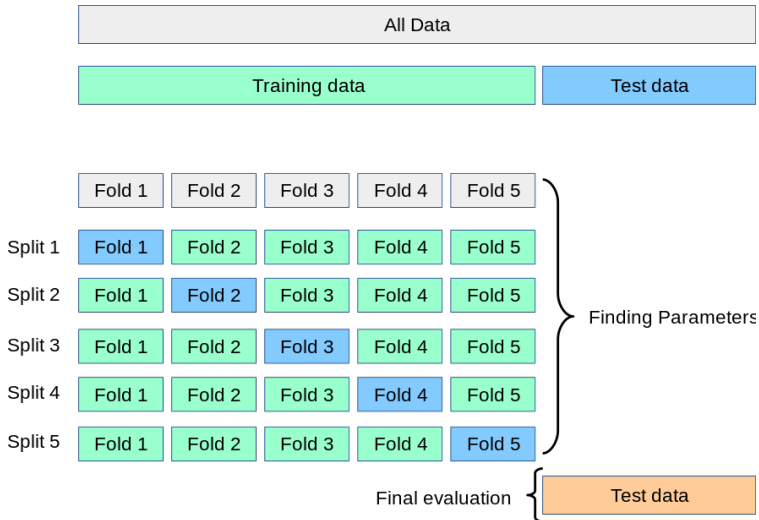 All Data
Training data Test data
Fold 1 Fold 2 Fold 3 Fold 4 Fold 5
Split 1 Fold 1 Fold 2 Fold 3 Fold 4 Fold 5
Split 2 Fold 1 Fold 2 Fold 3 Fold 4 Fold 5
Finding Parameters
Split 3 Fold 1 Fold 2 Fold 3 Fold 4 Fold 5
Split 4 Fold 1 Fold 2 Fold 3 Fold 4 Fold 5
Split 5 Fold 1 Fold 2 Fold 3 Fold 4 Fold 5
Final evaluation Test data